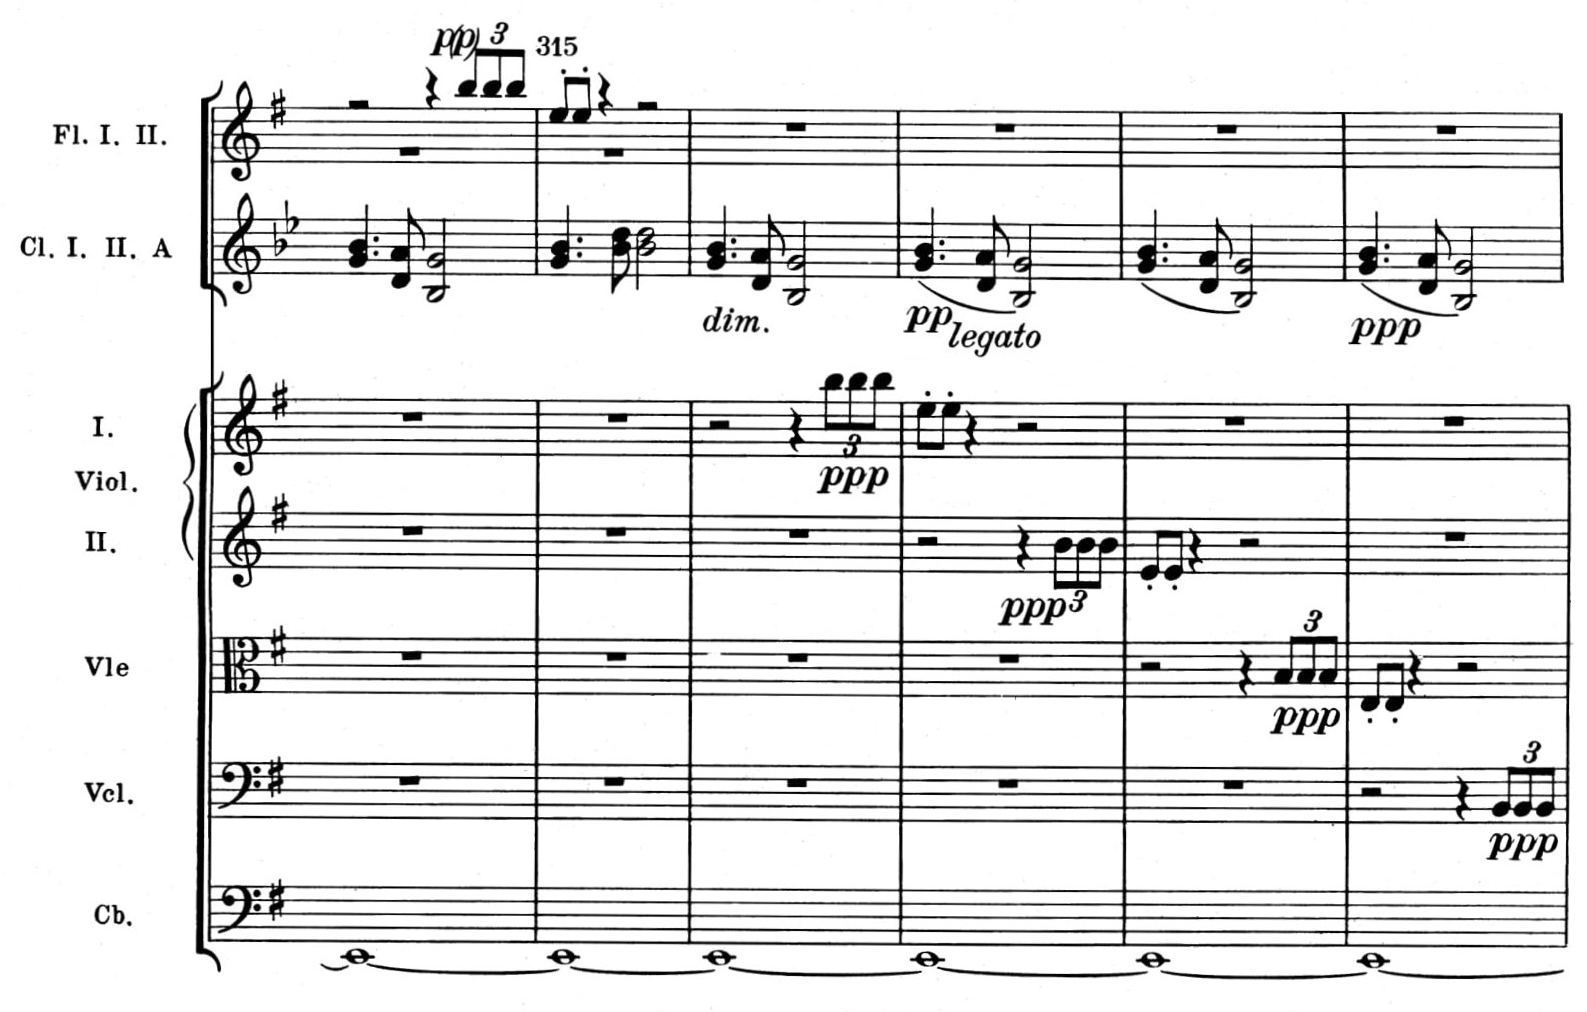 p(p) 3 315
Fl. I. II.
Cl. I. II. A
dim. pp legato ppp
I.
3
ppp
Viol.
II.
ppp 3
3
Vle
ppp
3
Vcl.
ppp
Cb.